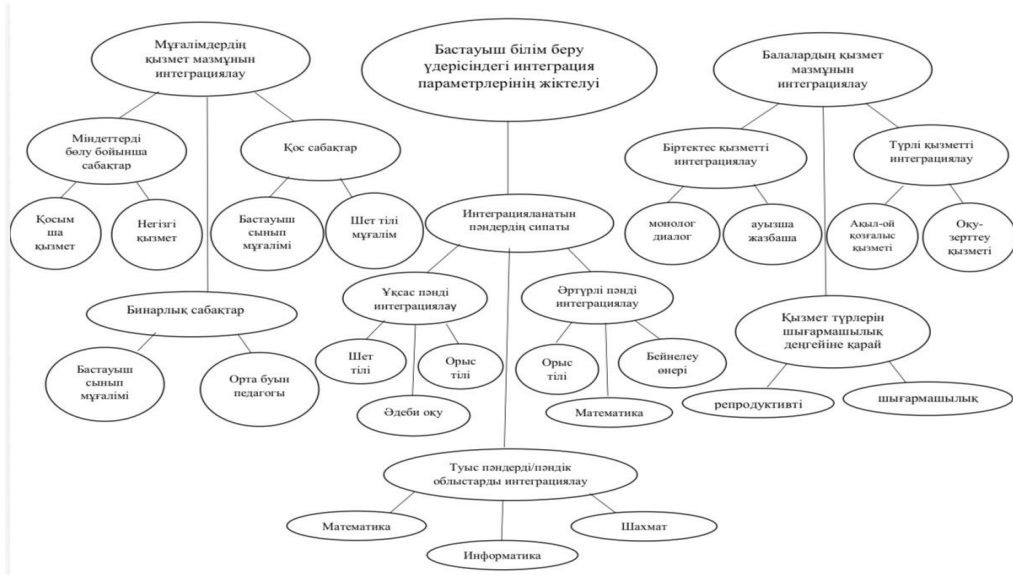 Мұғалімдердің
қызмет мазмұнын
интеграциялау
Бастауыш білім беру
үдерісіндегі интеграция
параметрлерінің жіктелуі
Балалардың қызмет
мазмұнын
интеграциялау
Міндеттерді
бөлу бойынша
сабақтар
Қос сабақтар
Біртектес қызметті
интеграциялау
Түрлі қызметті
интеграциялау
Қосым
ша
қызмет
Негізгі
қызмет
Бастауыш
сынып
мұғалімі
Шет тілі
мұғалім
Интеграцияланатын
пәндердің сипаты
монолог
диалог
ауызша
жазбаша
Ақыл-ой
қозғалыс
қызметі
Оқу-
зерттеу
қызметі
Бинарлық сабақтар
Ұқсас пәнді
интеграциялау
Әртүрлі пәнді
интеграциялау
Қызмет түрлерін
шығармашылық
деңгейіне қарай
Бастауыш
сынып
мұғалімі
Орта буын
педагогы
Шет
тілі
Орыс
тілі
Әдеби оқу
Орыс
тілі
Бейнелеу
өнері
Математика
репродуктивті
шығармашылық
Туыс пәндерді/пәндік
облыстарды интеграциялау
Математика
Информатика
Шахмат